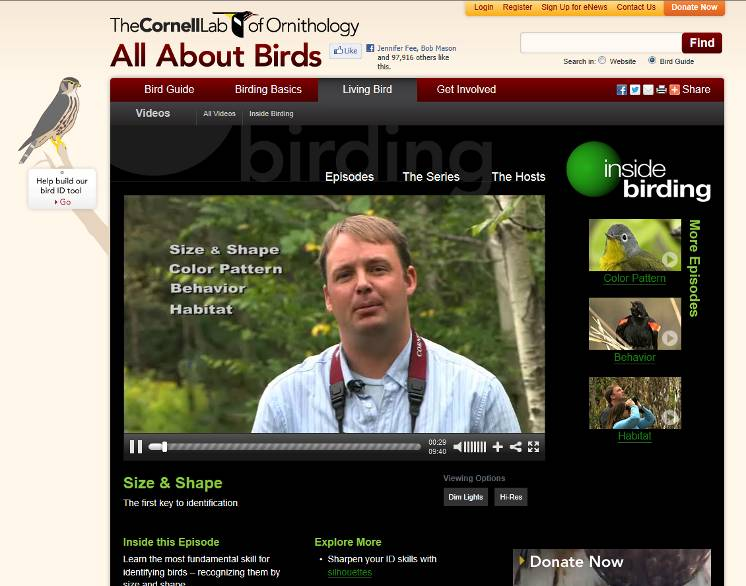 Login Register Sign Up for eNews Contact Us Donate Now
TheCornellLab of Ornithology
All About Birds
Like
Jennifer Fee, Bob Mason
and 97,916 others like
this.
Find
Search in: Website Bird Guide
Bird Guide Birding Basics Living Bird Get Involved
Share
Videos All Videos Inside Birding
Help build our
bird ID tool
Go
birding
Episodes The Series The Hosts
inside
birding
Size & Shape
Color Pattern
Behavior
Habitat
CORN
More Episodes
Color Pattern
Behavior
Habitat
00:29
09:40
Size & Shape
The first key to identification
Viewing Options
Dim Lights Hi-Res
Inside this Episode
Learn the most fundamental skill for
identifying birds – recognizing them by
size and shape
Explore More
• Sharpen your ID skills with
silhouettes
Donate Now